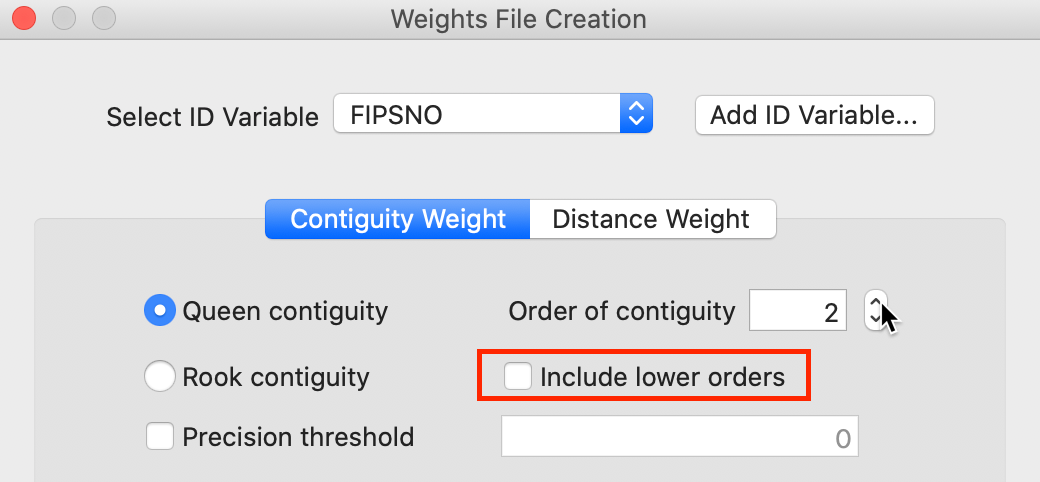 Weights File Creation
Select ID Variable FIPSNO Add ID Variable...
Contiguity Weight Distance Weight
Queen contiguity Order of contiguity 2
Rook contiguity Include lower orders
Precision threshold 0